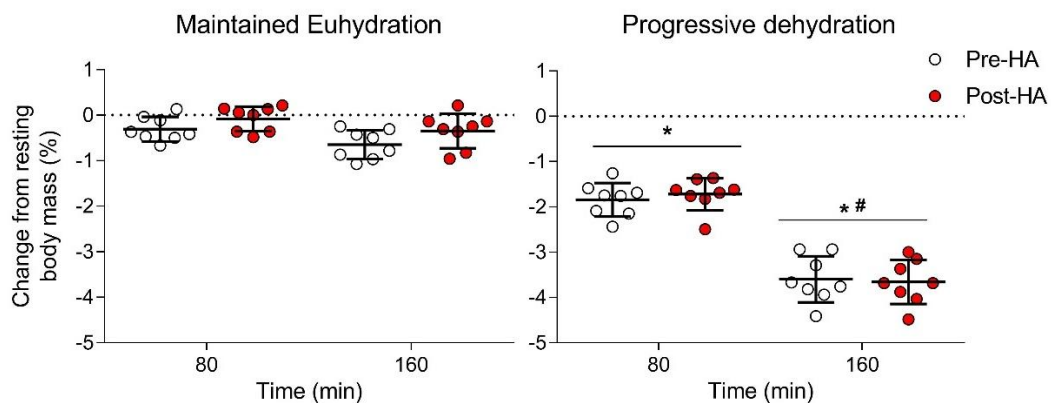 Maintained Euhydration
Progressive dehydration
Pre-HA
Post-HA
Change from resting
body mass (%)
1
0
-1
-2
-3
-4
-5
80
160
Time (min)
1
0
-1
-2
-3
-4
-5
*
* #
80
160
Time (min)